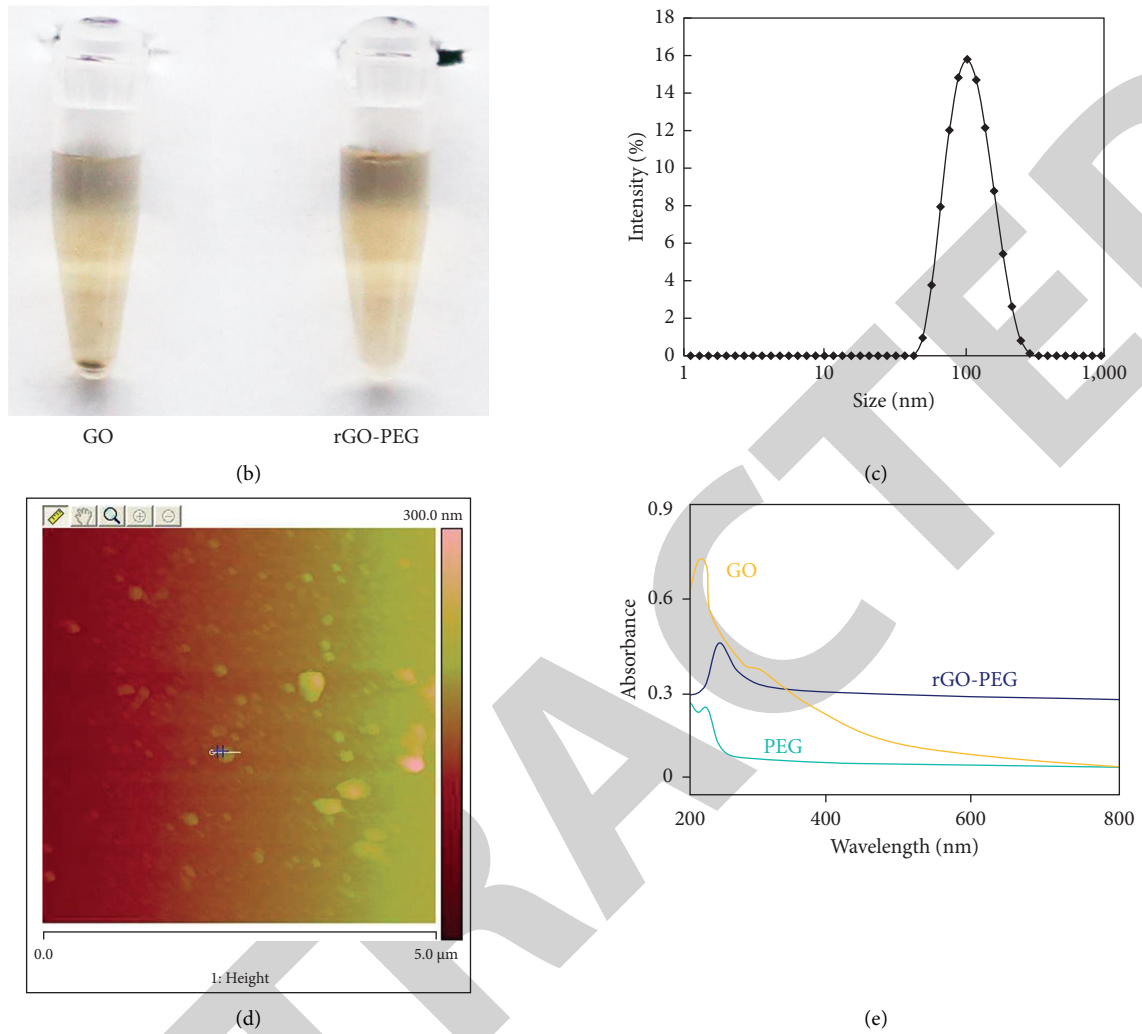 GO
rGO-PEG
(b)
18
16
14
12
10
8
6
4
2
0
Intensity (%)
1
10
100
1,000
Size (nm)
(c)
300.0 nm
0.0
5.0 μm
1: Height
(d)
0.9
0.6
0.3
0
Absorbance
GO
rGO-PEG
PEG
200
400
600
800
Wavelength (nm)
(e)
TRACTED